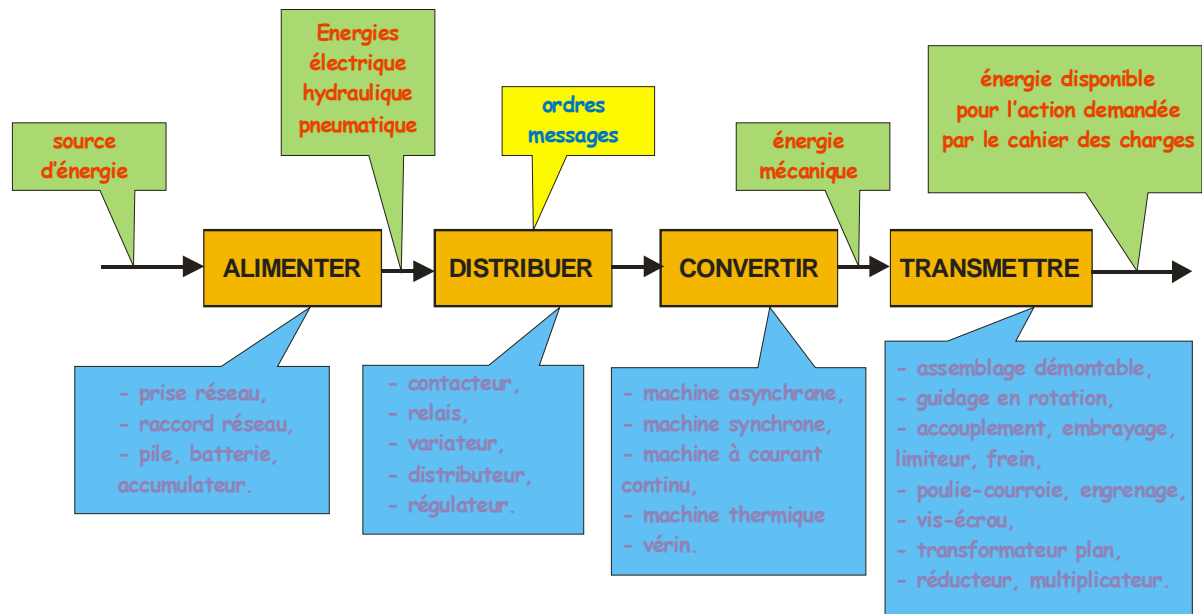 source
d'énergie
Energies
électrique
hydraulique
pneumatique
ordres
messages
énergie
mécanique
énergie disponible
pour l'action demandée
par le cahier des charges
ALIMENTER
DISTRIBUER
CONVERTIR
TRANSMETTRE
- prise réseau,
- raccord réseau,
- pile, batterie,
accumulateur.
- contacteur,
- relais,
- variateur,
- distributeur,
- régulateur.
- machine asynchrone,
- machine synchrone,
- machine à courant
continu,
- machine thermique
- vérin.
- assemblage démontable,
- guidage en rotation,
- accouplement, embrayage,
limiteur, frein,
- poulie-courroie, engrenage,
- vis-écrou,
- transformateur plan,
- réducteur, multiplicateur.